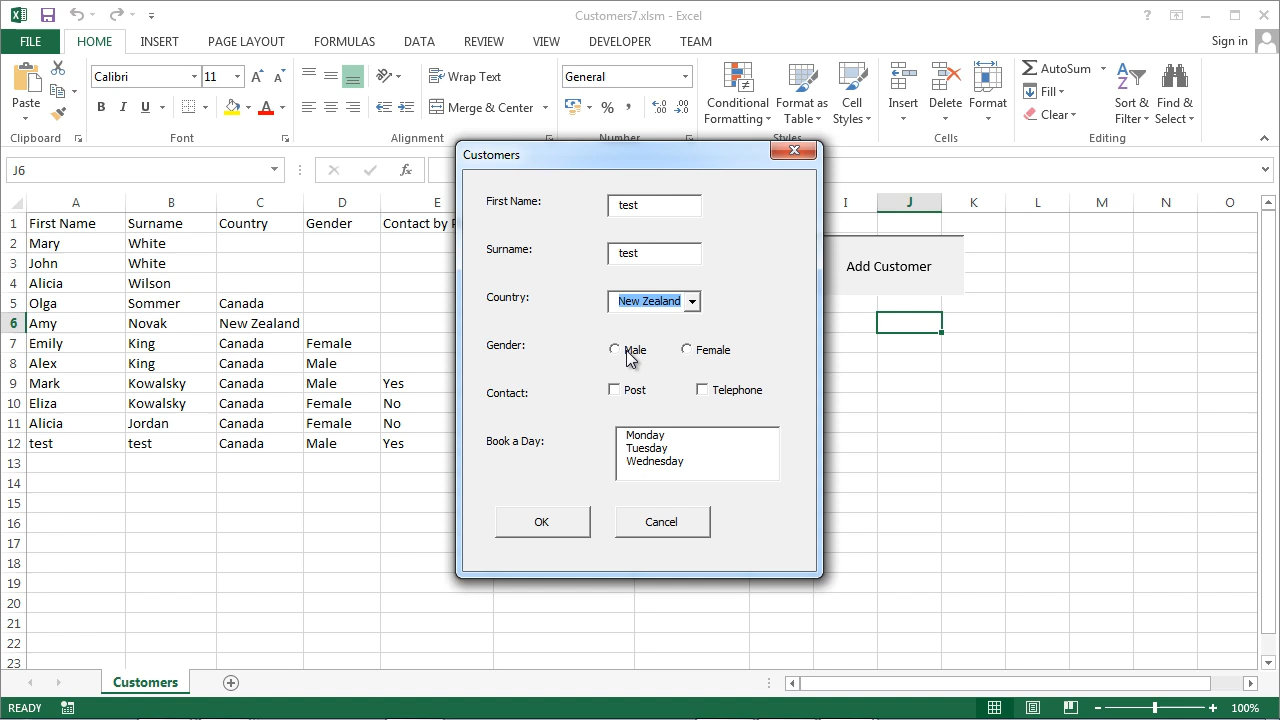 Customers7.xlsm - Excel
?
FILE HOME INSERT PAGE LAYOUT FORMULAS DATA REVIEW VIEW DEVELOPER TEAM Sign in
Calibri 11 Wrap Text General Conditional Formatting Format as Table Cell Styles Insert Delete Format AutoSum Fill Clear Sort & Filter Find & Select
Paste B I U A Merge & Center % ,
Clipboard Font Alignment Number Styles Cells Editing
J6 fx
Customers
A B C D E I J K L M N O
1 First Name Surname Country Gender Contact by P
2 Mary White
3 John White
4 Alicia Wilson
5 Olga Sommer Canada
6 Amy Novak New Zealand
7 Emily King Canada Female
8 Alex King Canada Male
9 Mark Kowalsky Canada Male Yes
10 Eliza Kowalsky Canada Female No
11 Alicia Jordan Canada Female No
12 test test Canada Male Yes
13
14
15
16
17
18
19
20
21
22
23
First Name: test
Surname: test
Country: New Zealand
Gender: Male Female
Contact: Post Telephone
Book a Day: Monday
Tuesday
Wednesday
OK Cancel
Add Customer
Customers
READY 100%